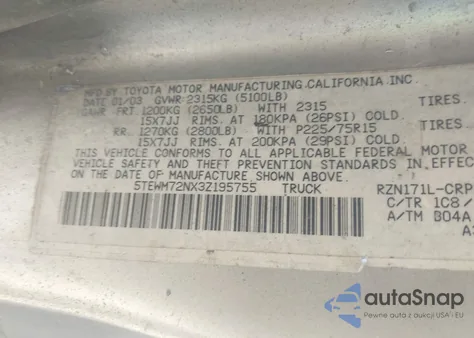 MFD.BY TOYOTA MOTOR MANUFACTURING,CALIFORNIA,INC.
DATE 01/03 GVWR:2315KG (5100LB)
GAWR FRT 1200KG (2650LB) WITH 2315 TIRES
15X7JJ RIMS. AT 180KPA (26PSI) COLD.
RR. 1270KG (2800LB) WITH P225/75R15 TIRES
15X7JJ RIMS. AT 200KPA (29PSI) COLD.
THIS VEHICLE CONFORMS TO ALL APPLICABLE FEDERAL MOTOR
VEHICLE SAFETY AND THEFT PREVENTION STANDARDS IN EFFEC
ON THE DATE OF MANUFACTURE SHOWN ABOVE.
5TEWM72NX3Z195755 TRUCK RZN171L-CRP
C/TR 1C8/
A/TM B04A
autoSnap
Pewne auta z aukcji USA i EU